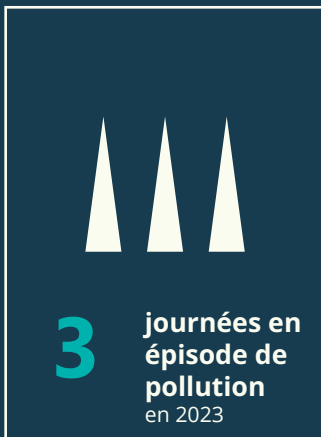 3
journées en
épisode de
pollution
en 2023